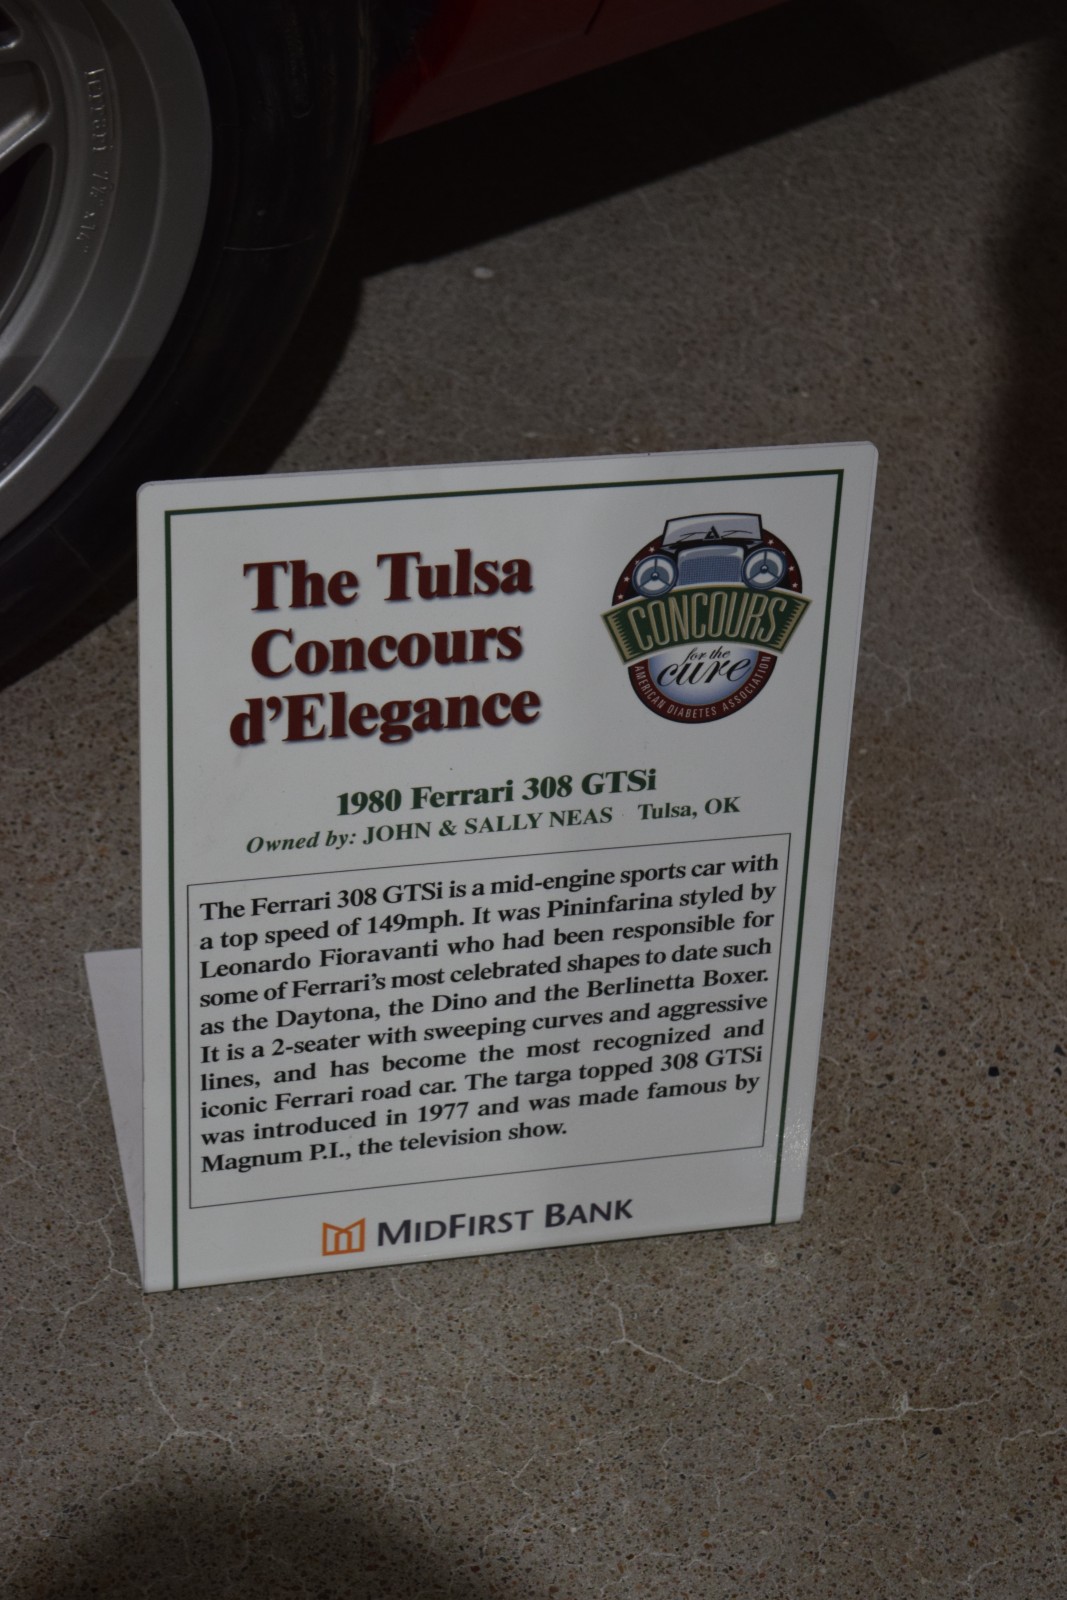 Ferrari 7½"x14"
The Tulsa
Concours
d'Elegance
CONCOURS
for the
cure
AMERICAN DIABETES ASSOCIATION
1980 Ferrari 308 GTSi
Owned by: JOHN & SALLY NEAS Tulsa, OK
The Ferrari 308 GTSi is a mid-engine sports car with
a top speed of 149mph. It was Pininfarina styled by
Leonardo Fioravanti who had been responsible for
some of Ferrari's most celebrated shapes to date such
as the Daytona, the Dino and the Berlinetta Boxer.
It is a 2-seater with sweeping curves and aggressive
lines, and has become the most recognized and
iconic Ferrari road car. The targa topped 308 GTSi
was introduced in 1977 and was made famous by
Magnum P.I., the television show.
MIDFIRST BANK